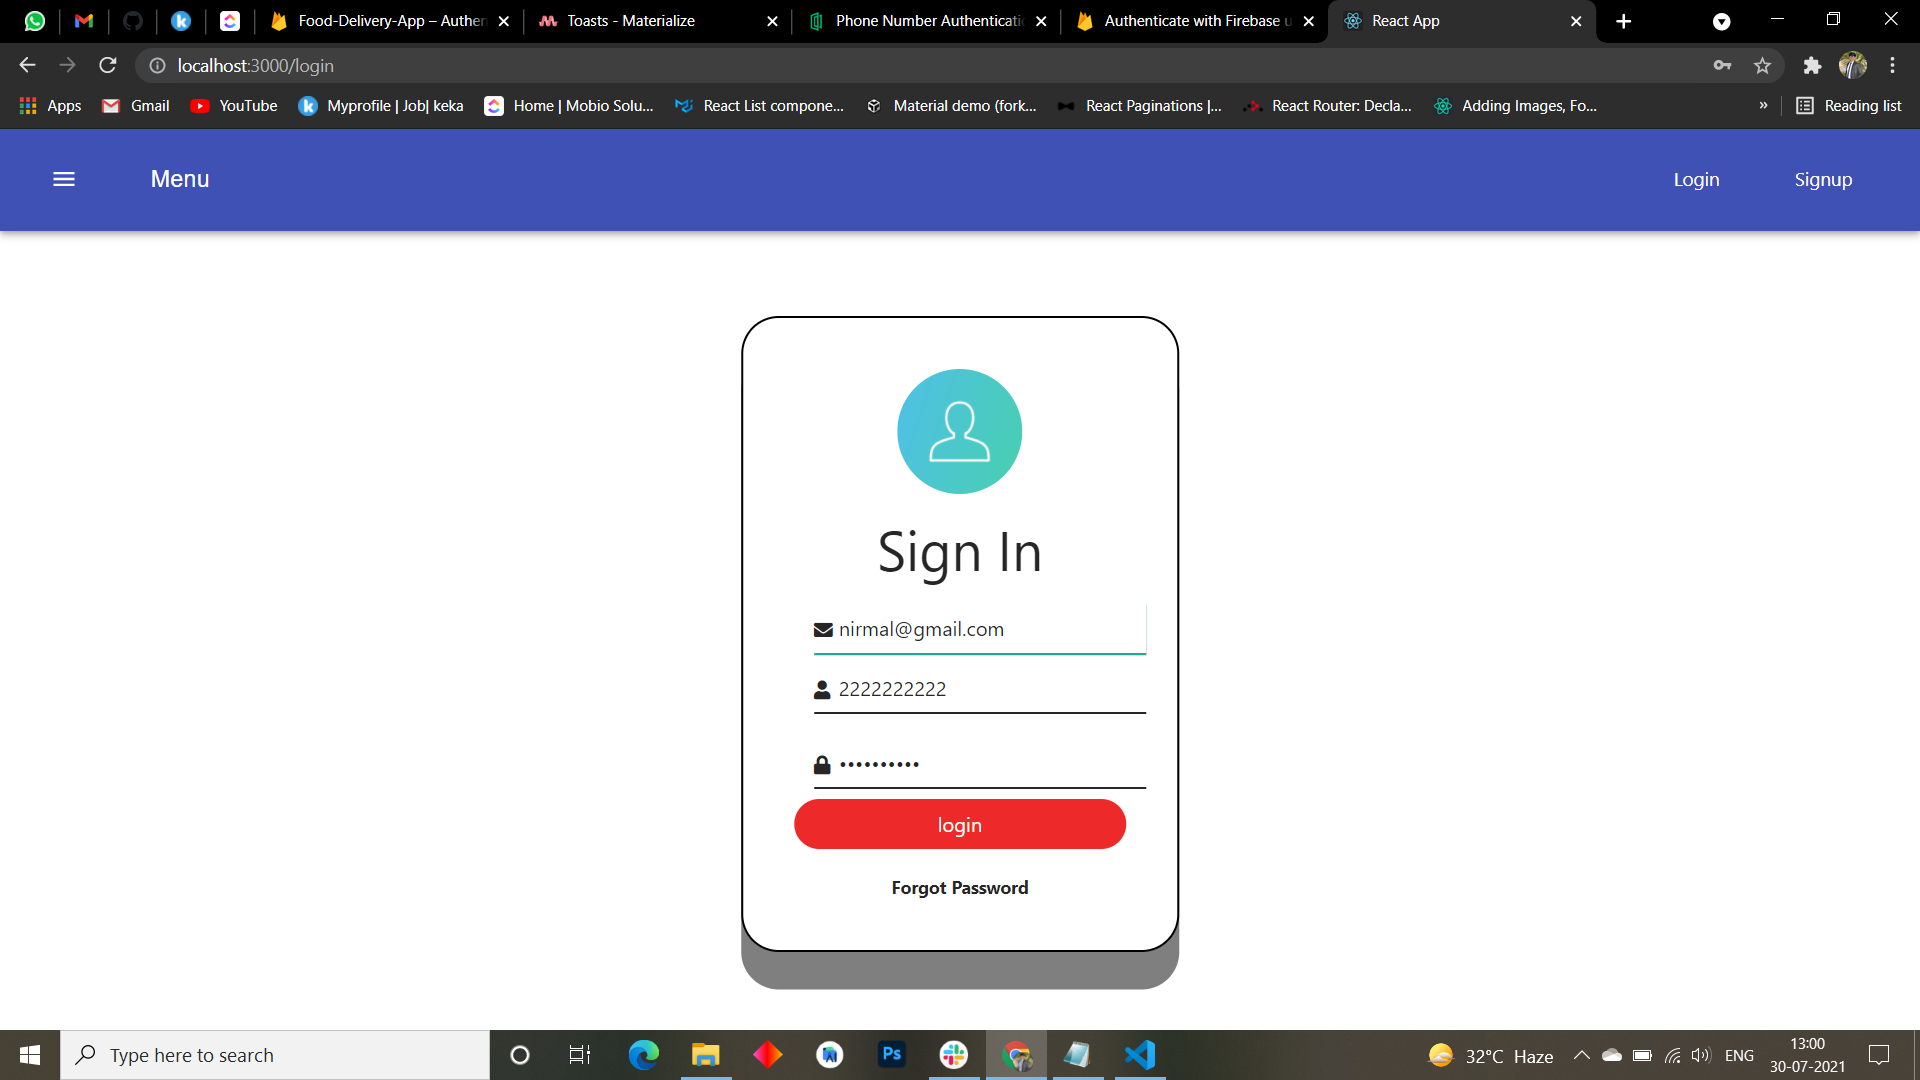 Food-Delivery-App – Authen
Toasts - Materialize
Phone Number Authenticati
Authenticate with Firebase u
React App
localhost:3000/login
Apps
Gmail
YouTube
Myprofile | Job| keka
Home | Mobio Solu...
React List compone...
Material demo (fork...
React Paginations |...
React Router: Decla...
Adding Images, Fo...
»
Reading list
Menu
Login
Signup
Sign In
nirmal@gmail.com
2222222222
••••••••••
login
Forgot Password
Type here to search
Ps
32°C Haze
ENG
13:00
30-07-2021